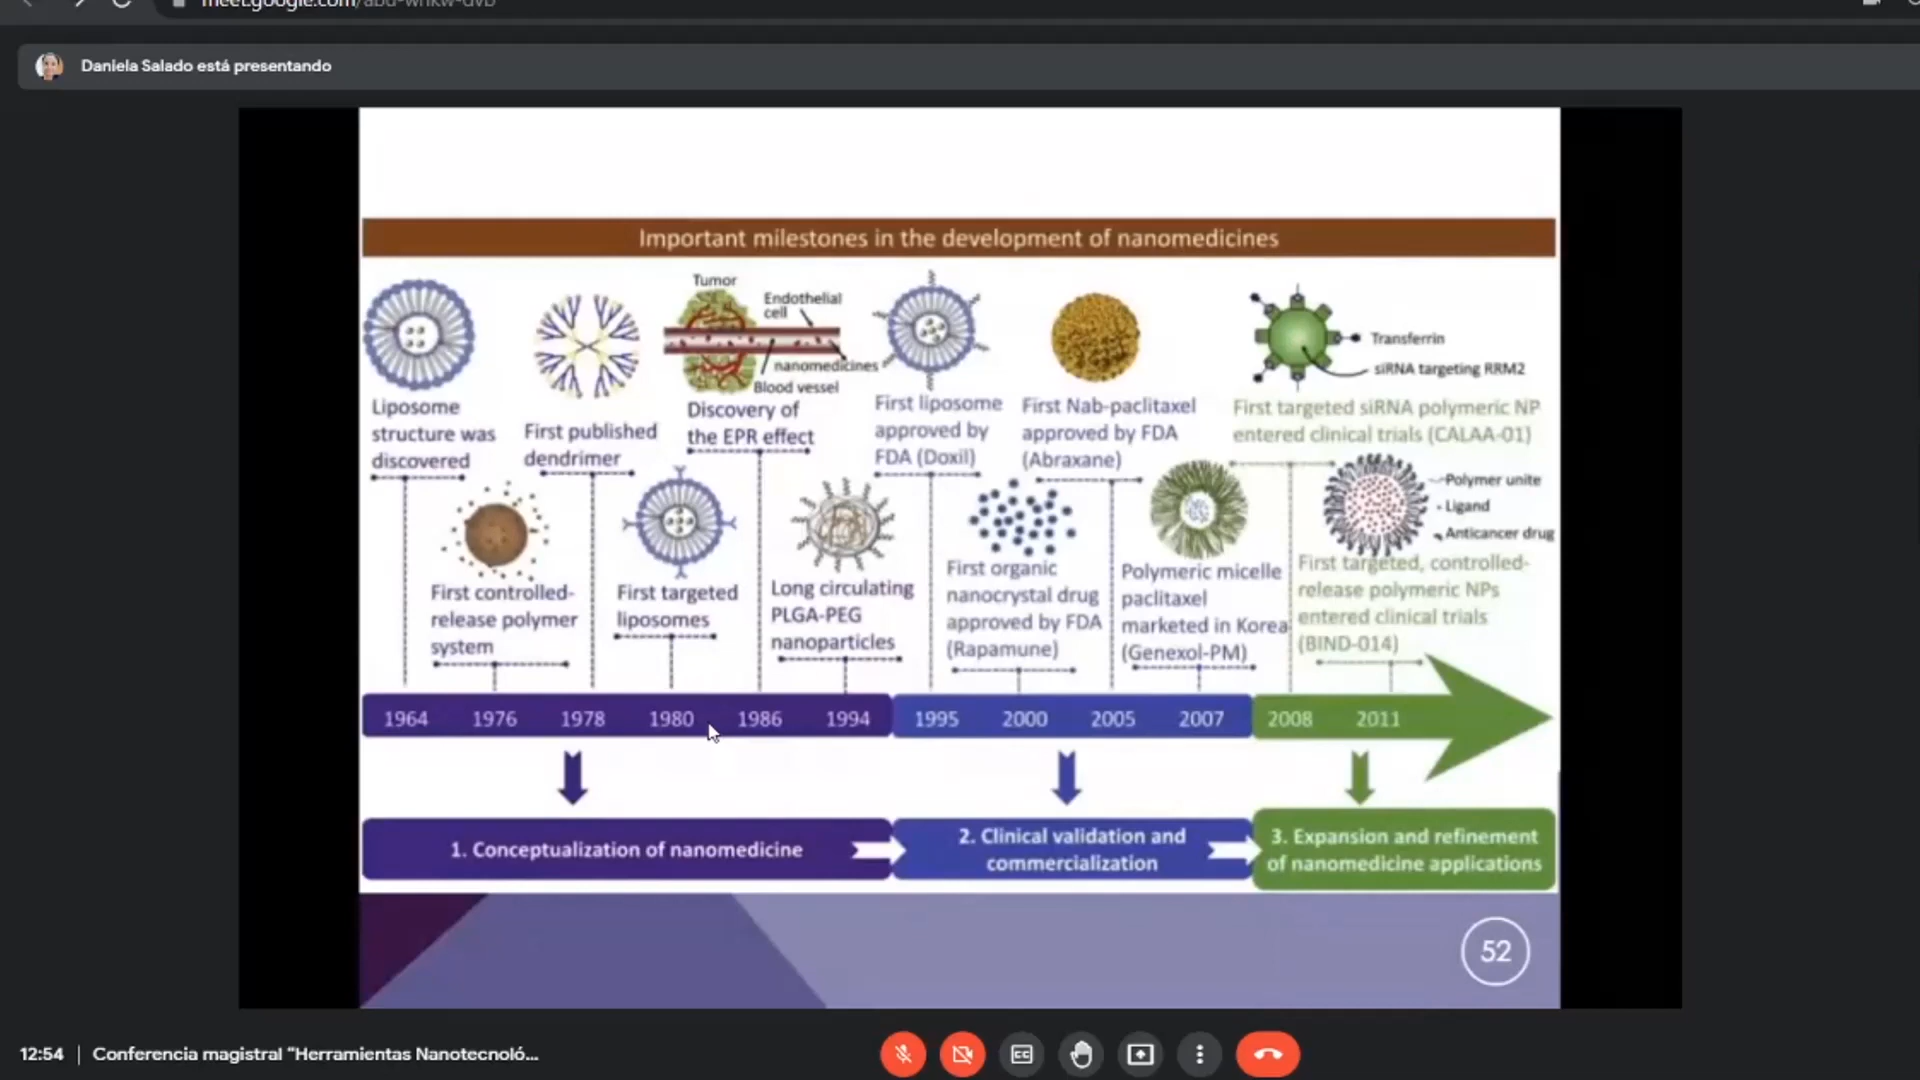 Daniela Salado está presentando
Important milestones in the development of nanomedicines
Tumor
Endothelial
cell
nanomedicines
Blood vessel
Transferrin
siRNA targeting RRM2
Liposome
structure was
discovered
First published
dendrimer
Discovery of
the EPR effect
First liposome
approved by
FDA (Doxil)
First Nab-paclitaxel
approved by FDA
(Abraxane)
First targeted siRNA polymeric NP
entered clinical trials (CALAA-01)
Polymer unite
Ligand
Anticancer drug
First controlled-
release polymer
system
First targeted
liposomes
Long circulating
PLGA-PEG
nanoparticles
First organic
nanocrystal drug
approved by FDA
(Rapamune)
Polymeric micelle
paclitaxel
marketed in Korea
(Genexol-PM)
First targeted, controlled-
release polymeric NPs
entered clinical trials
(BIND-014)
1964 1976 1978 1980 1986 1994 1995 2000 2005 2007 2008 2011
1. Conceptualization of nanomedicine
2. Clinical validation and
commercialization
3. Expansion and refinement
of nanomedicine applications
52
12:54 | Conferencia magistral "Herramientas Nanotecnoló...
CC